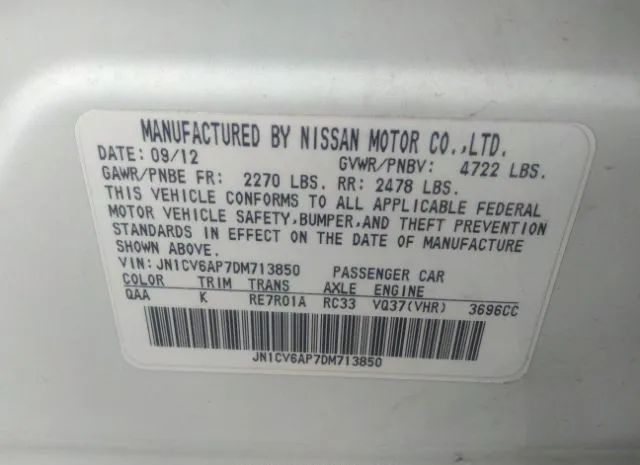 MANUFACTURED BY NISSAN MOTOR CO.,LTD.
DATE: 09/12 GVWR/PNBV: 4722 LBS.
GAWR/PNBE FR: 2270 LBS. RR: 2478 LBS.
THIS VEHICLE CONFORMS TO ALL APPLICABLE FEDERAL
MOTOR VEHICLE SAFETY,BUMPER,AND THEFT PREVENTION
STANDARDS IN EFFECT ON THE DATE OF MANUFACTURE
SHOWN ABOVE.
VIN:JN1CV6AP7DM713850 PASSENGER CAR
COLOR TRIM TRANS AXLE ENGINE
QAA K RE7R01A RC33 VQ37(VHR) 3696CC
JN1CV6AP7DM713850